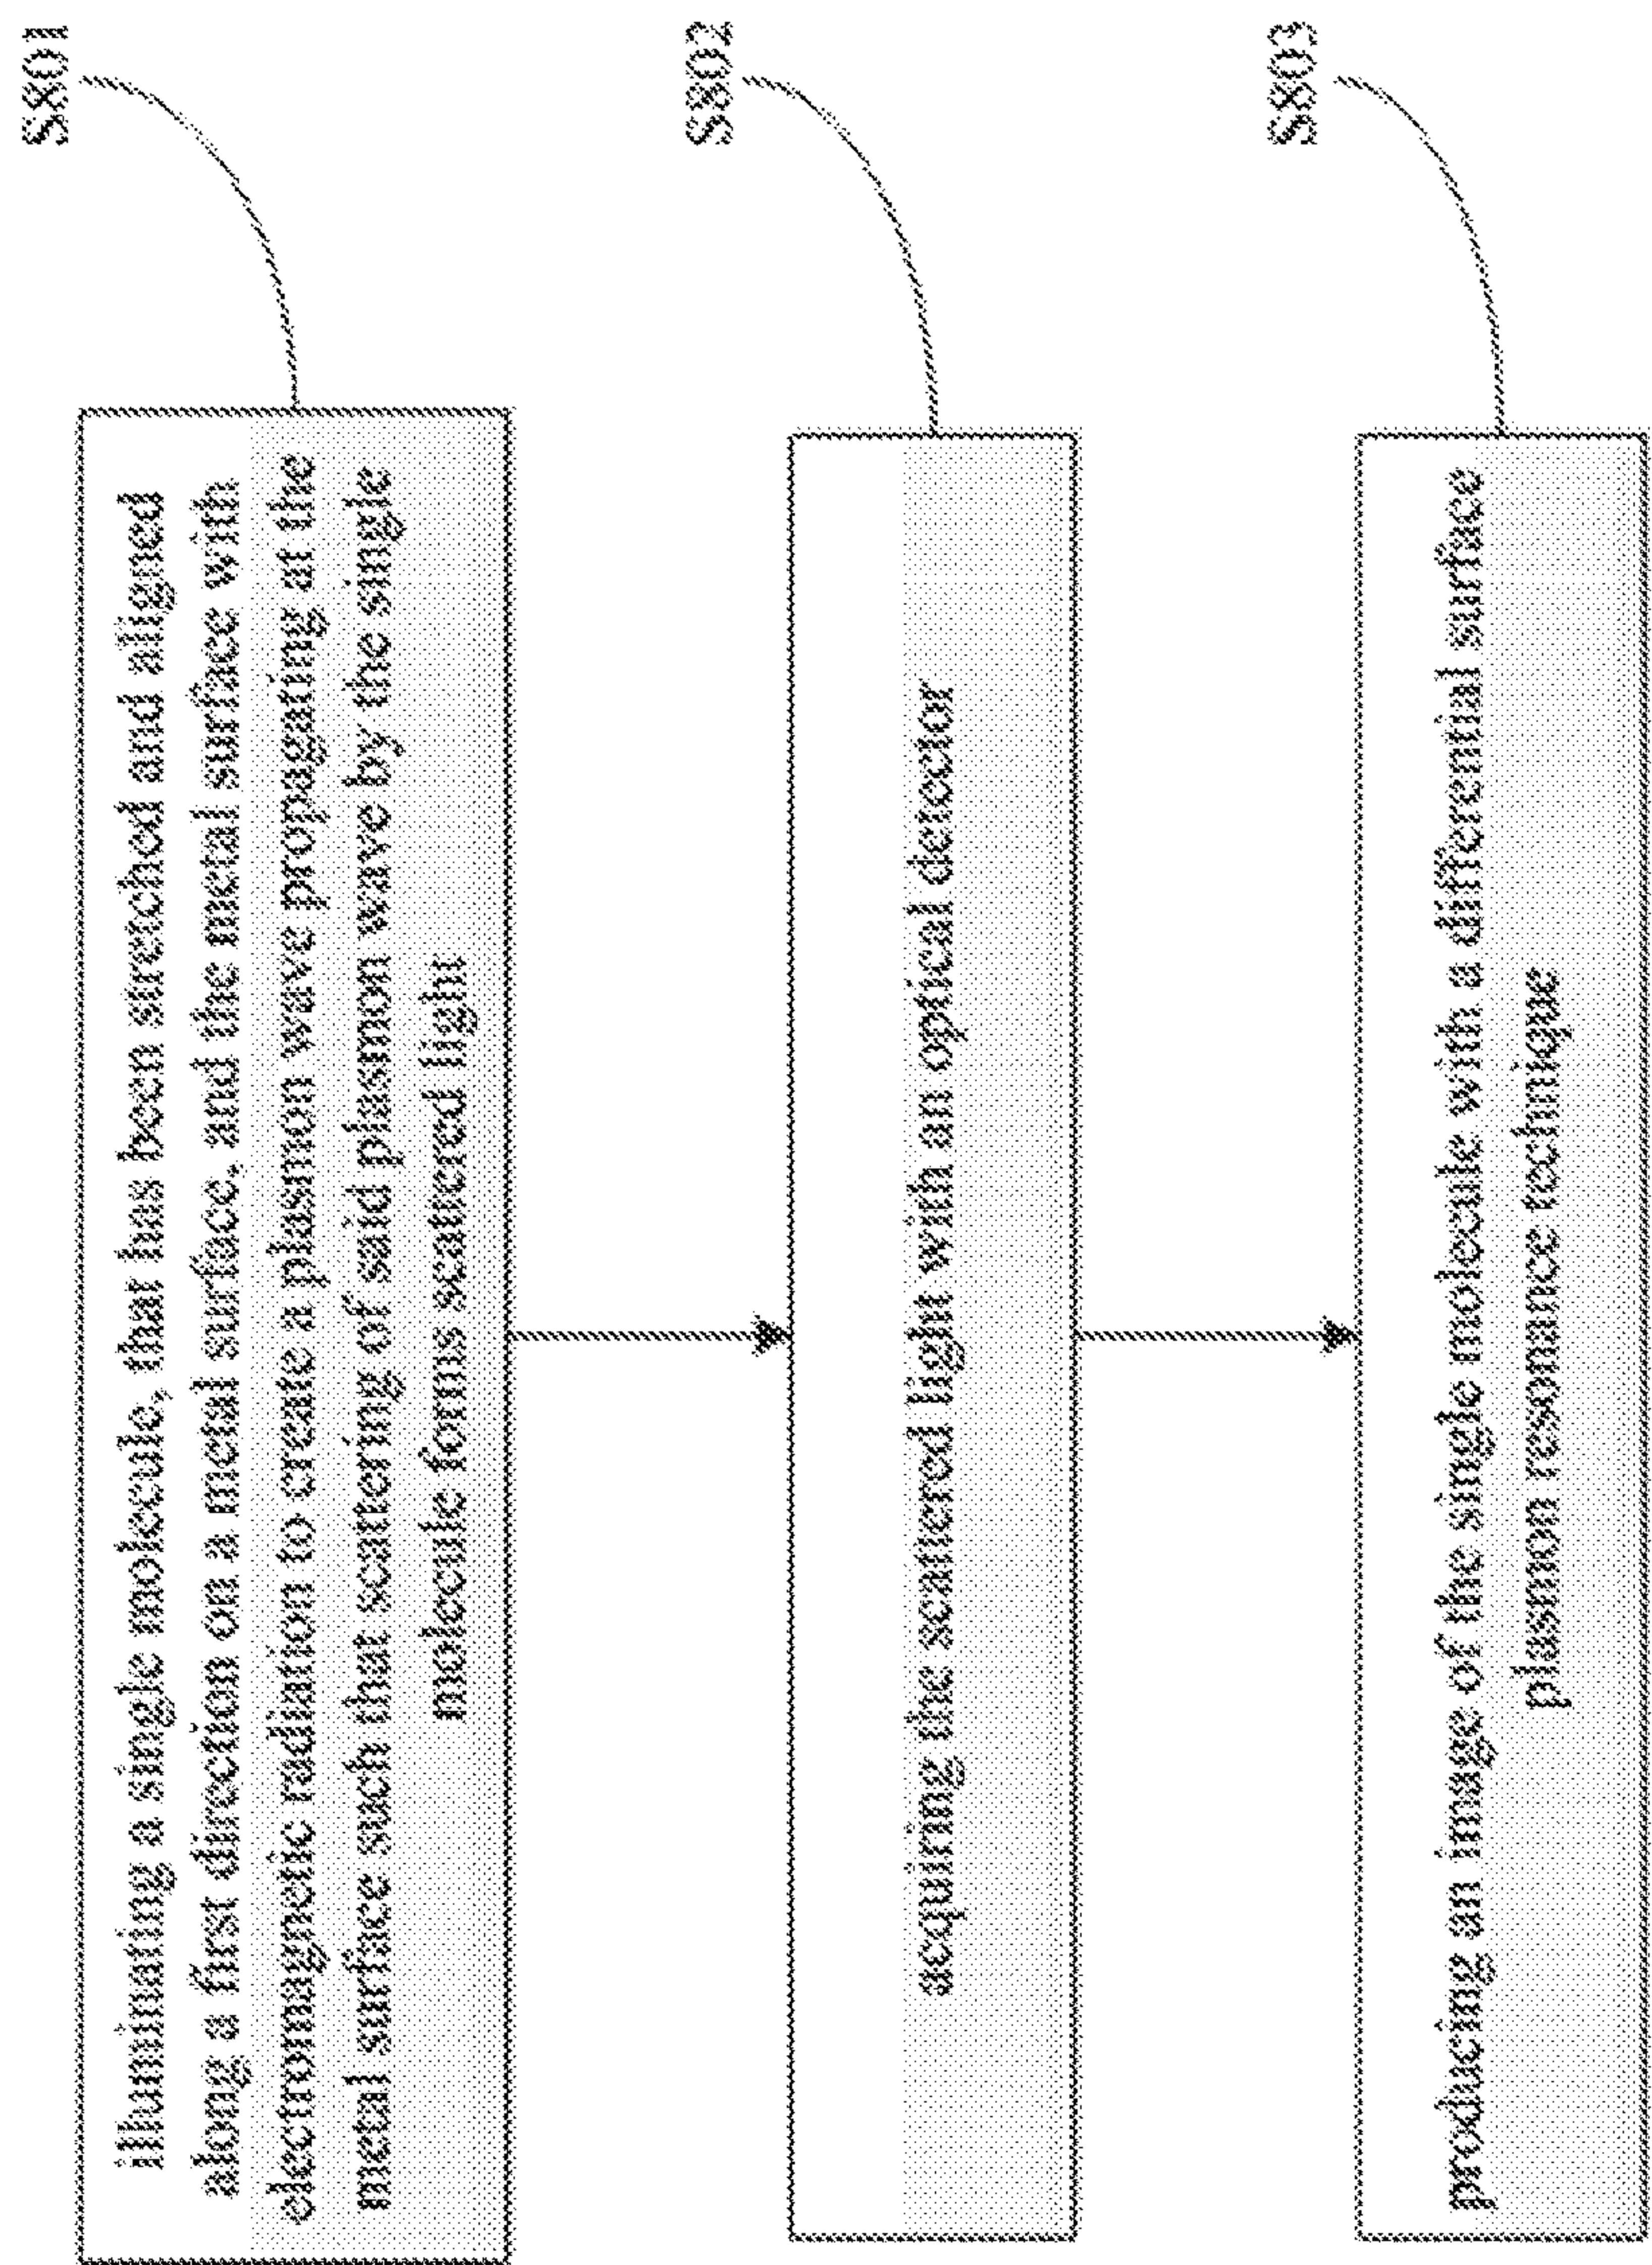 S801
illuminating a single molecule, that has been stretched and aligned
along a first direction on a metal surface, and the metal surface with
electromagnetic radiation to create a plasmon wave propagating at the
metal surface such that scattering of said plasmon wave by the single
molecule forms scattered light
S802
acquiring the scattered light with an optical detector
S803
producing an image of the single molecule with a differential surface
plasmon resonance technique